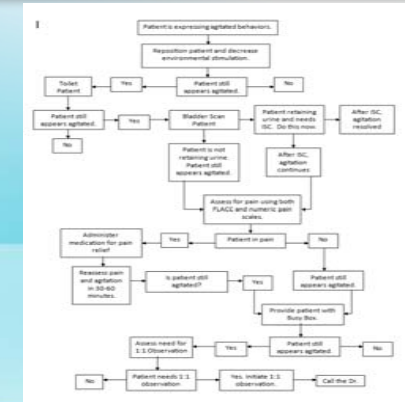 Patient is expressing agitated behaviors.
Reposition patient and decrease
environmental stimulation.
Toilet
Patient
Yes
Patient still
appears agitated.
No
Patient still
appears agitated.
Yes
Bladder Scan
Patient
Patient retaining
urine and needs
ISC. Do this now.
After ISC,
agitation
resolved
No
Patient is not
retaining urine.
Patient still
appears agitated.
After ISC,
agitation
continues
Assess for pain using both
FLACC and numeric pain
scales.
Administer
medication for pain
relief
Yes
Patient in pain
No
Reassess pain
and agitation
in 30-60
minutes.
Is patient still
agitated?
Yes
Patient still
appears agitated.
Provide patient with
Busy Box.
Assess need for
1:1 Observation
Yes
Patient still
appears agitated.
No
No
Patient needs 1:1
observation
Yes, initiate 1:1
observation.
Call the Dr.